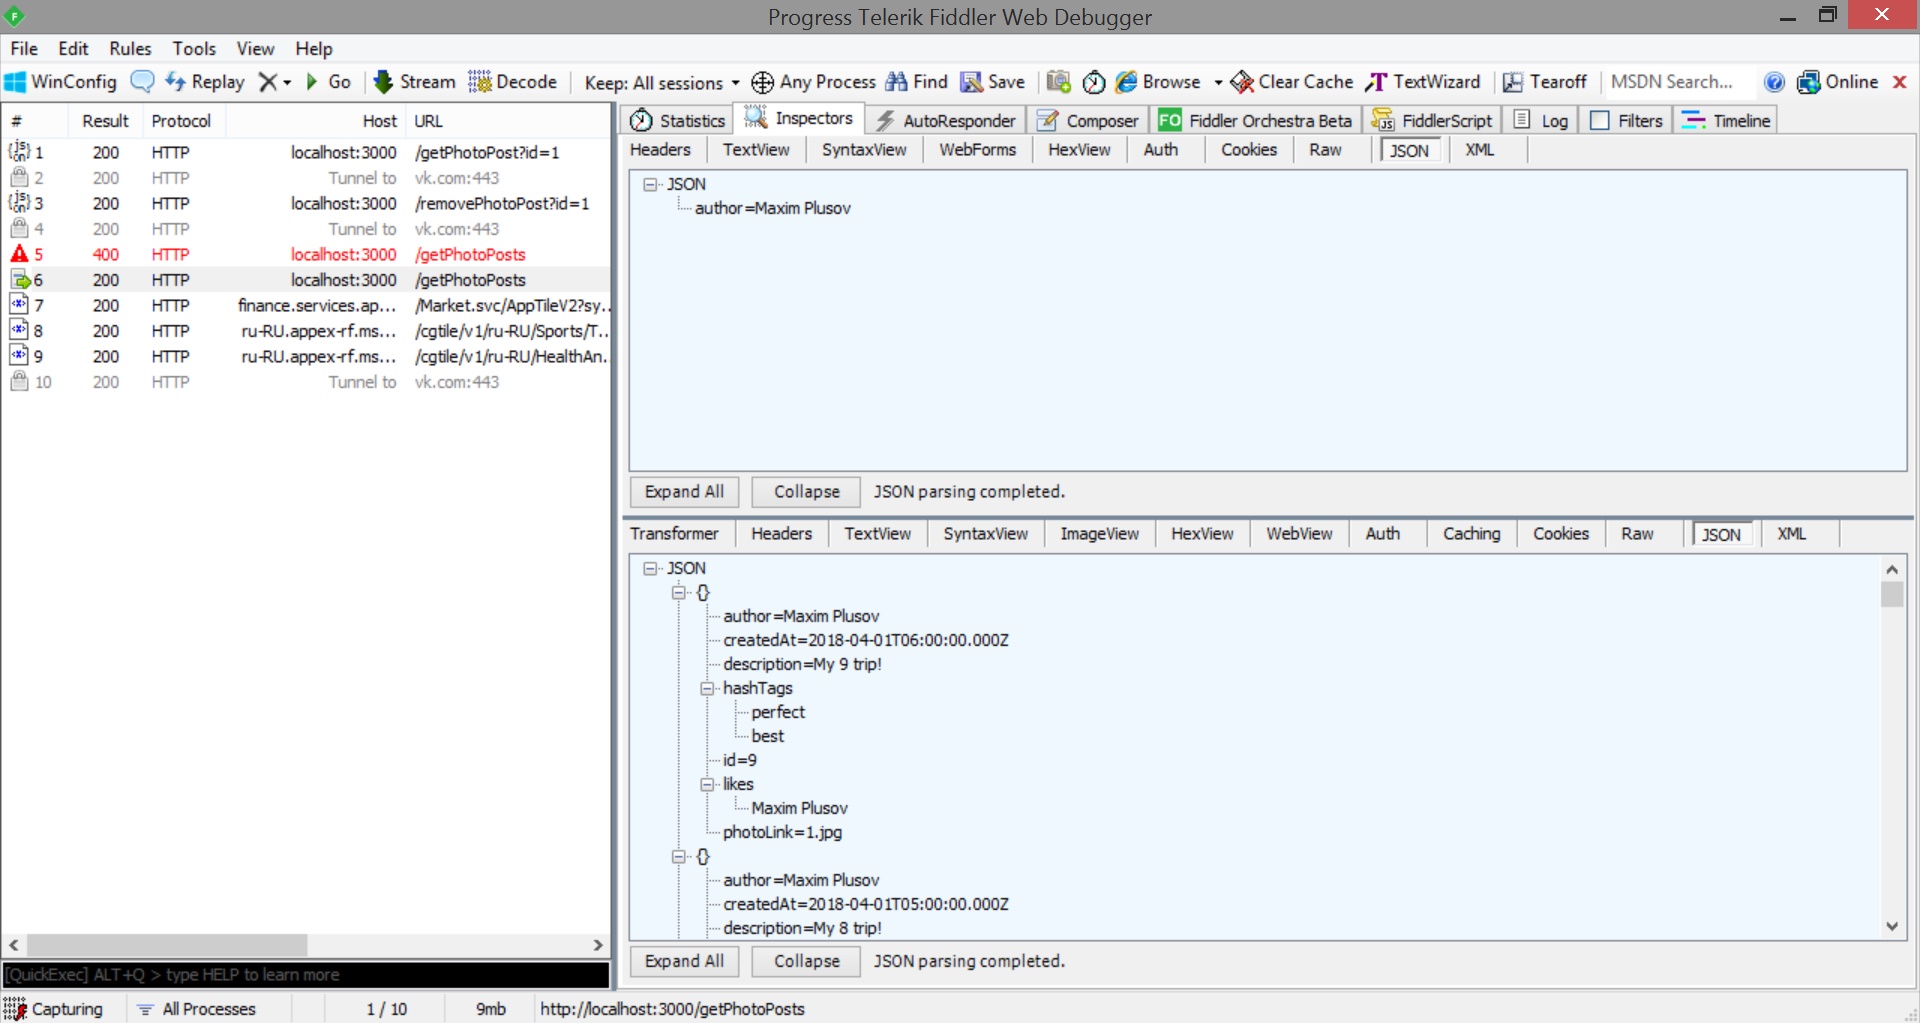 Progress Telerik Fiddler Web Debugger
File Edit Rules Tools View Help
WinConfig Replay Go Stream Decode Keep: All sessions Any Process Find Save Browse Clear Cache TextWizard Tearoff MSDN Search... Online
# Result Protocol Host URL
1 200 HTTP localhost:3000 /getPhotoPost?id=1
2 200 HTTP Tunnel to vk.com:443
3 200 HTTP localhost:3000 /removePhotoPost?id=1
4 200 HTTP Tunnel to vk.com:443
5 400 HTTP localhost:3000 /getPhotoPosts
6 200 HTTP localhost:3000 /getPhotoPosts
7 200 HTTP finance.services.ap... /Market.svc/AppTileV2?sy...
8 200 HTTP ru-RU.appex-rf.ms... /cgtile/v1/ru-RU/Sports/T...
9 200 HTTP ru-RU.appex-rf.ms... /cgtile/v1/ru-RU/HealthAn...
10 200 HTTP Tunnel to vk.com:443
[QuickExec] ALT+Q > type HELP to learn more
Statistics Inspectors AutoResponder Composer FO Fiddler Orchestra Beta FiddlerScript Log Filters Timeline
Headers TextView SyntaxView WebForms HexView Auth Cookies Raw JSON XML
JSON
author=Maxim Plusov
Expand All Collapse JSON parsing completed.
Transformer Headers TextView SyntaxView ImageView HexView WebView Auth Caching Cookies Raw JSON XML
JSON
{}
author=Maxim Plusov
createdAt=2018-04-01T06:00:00.000Z
description=My 9 trip!
hashTags
perfect
best
id=9
likes
Maxim Plusov
photoLink=1.jpg
{}
author=Maxim Plusov
createdAt=2018-04-01T05:00:00.000Z
description=My 8 trip!
Expand All Collapse JSON parsing completed.
Capturing All Processes 1 / 10 9mb http://localhost:3000/getPhotoPosts